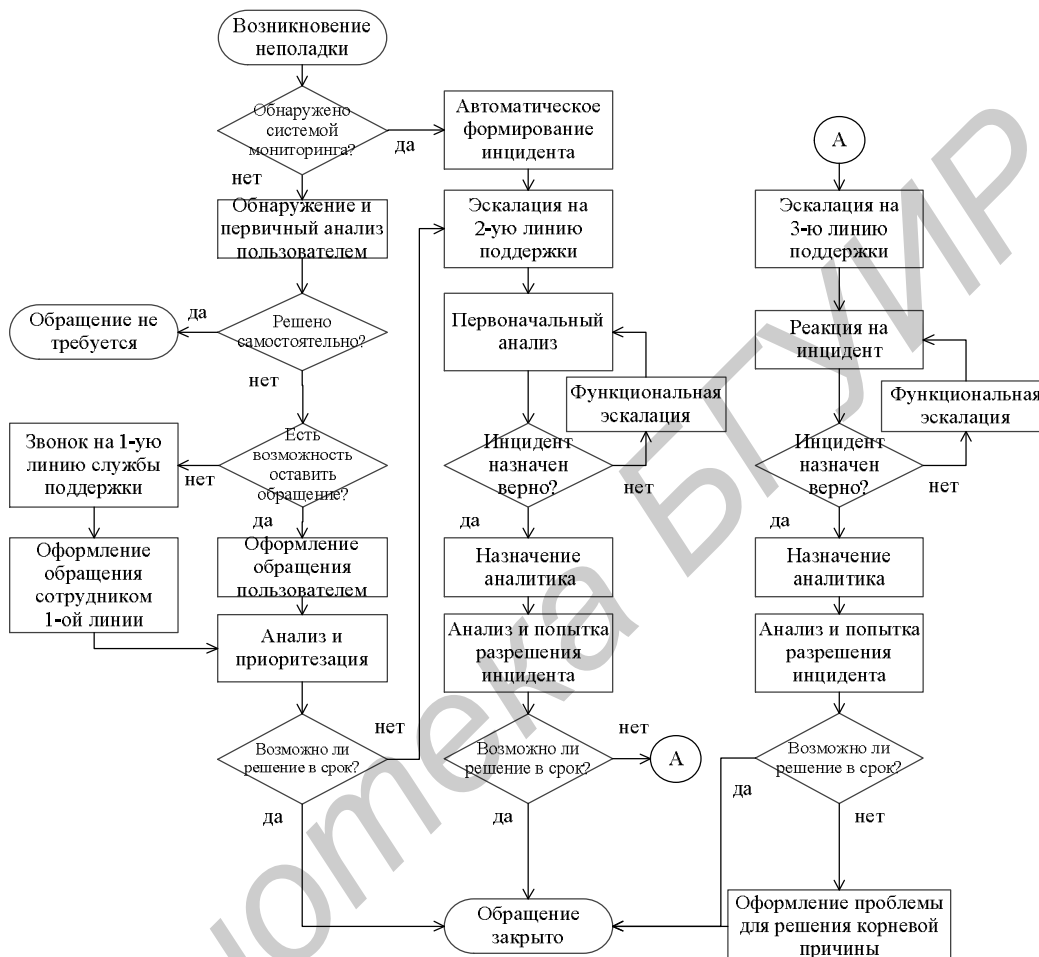 Возникновение
неполадки
Обнаружено
системой
мониторинга?
да
нет
Обнаружение и
первичный анализ
пользователем
Решено
самостоятельно?
да
Обращение не
требуется
нет
Есть
возможность
оставить
обращение?
нет
Звонок на 1-ую
линию службы
поддержки
Оформление
обращения
сотрудником
1-ой линии
да
Оформление
обращения
пользователем
Анализ и
приоритезация
Возможно ли
решение в срок?
нет
да
Автоматическое
формирование
инцидента
Эскалация на
2-ую линию
поддержки
Первоначальный
анализ
Функциональная
эскалация
Инцидент
назначен
верно?
нет
да
Назначение
аналитика
Анализ и попытка
разрешения
инцидента
Возможно ли
решение в срок?
нет
А
да
Обращение
закрыто
А
Эскалация на
3-ю линию
поддержки
Реакция на
инцидент
Функциональная
эскалация
Инцидент
назначен
верно?
нет
да
Назначение
аналитика
Анализ и попытка
разрешения
инцидента
Возможно ли
решение в срок?
да
нет
Оформление проблемы
для решения корневой
причины
БГУИР